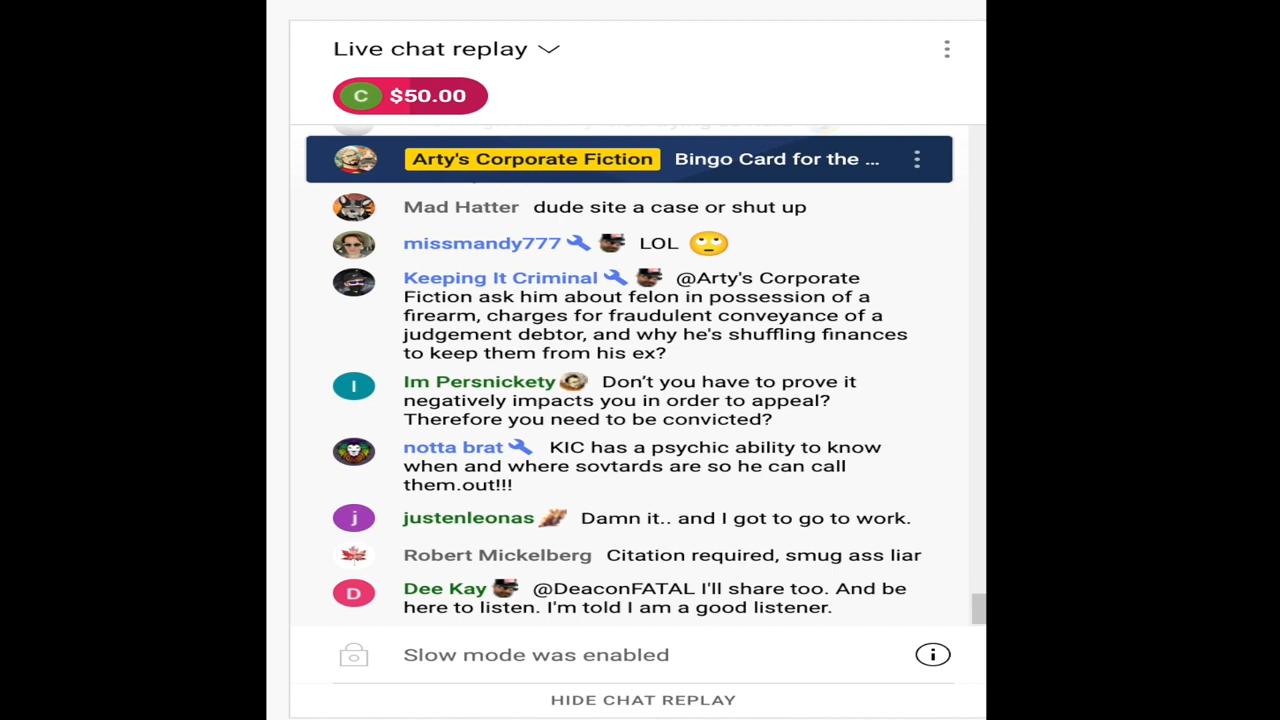 Live chat replay
C $50.00
Arty's Corporate Fiction Bingo Card for the ...
Mad Hatter dude site a case or shut up
missmandy777 LOL
Keeping It Criminal @Arty's Corporate
Fiction ask him about felon in possession of a
firearm, charges for fraudulent conveyance of a
judgement debtor, and why he's shuffling finances
to keep them from his ex?
I Im Persnickety Don't you have to prove it
negatively impacts you in order to appeal?
Therefore you need to be convicted?
notta brat KIC has a psychic ability to know
when and where sovtards are so he can call
them.out!!!
j justenleonas Damn it.. and I got to go to work.
Robert Mickelberg Citation required, smug ass liar
D Dee Kay @DeaconFATAL I'll share too. And be
here to listen. I'm told I am a good listener.
Slow mode was enabled
HIDE CHAT REPLAY